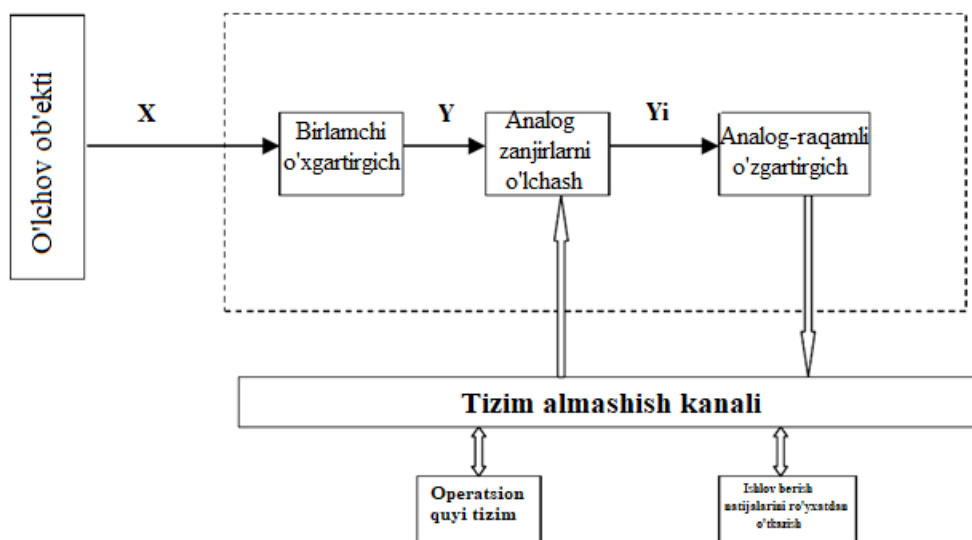 O'lchov ob'ekti
X
Birlamchi
o'xgartirgich
Y
Analog
zanjirlarni
o'lchash
Yi
Analog-raqamli
o'zgartirgich
Tizim almashish kanali
Operatsion
quyi tizim
Ishlov berish
natijalarini ro'yxatdan
o'tkazish